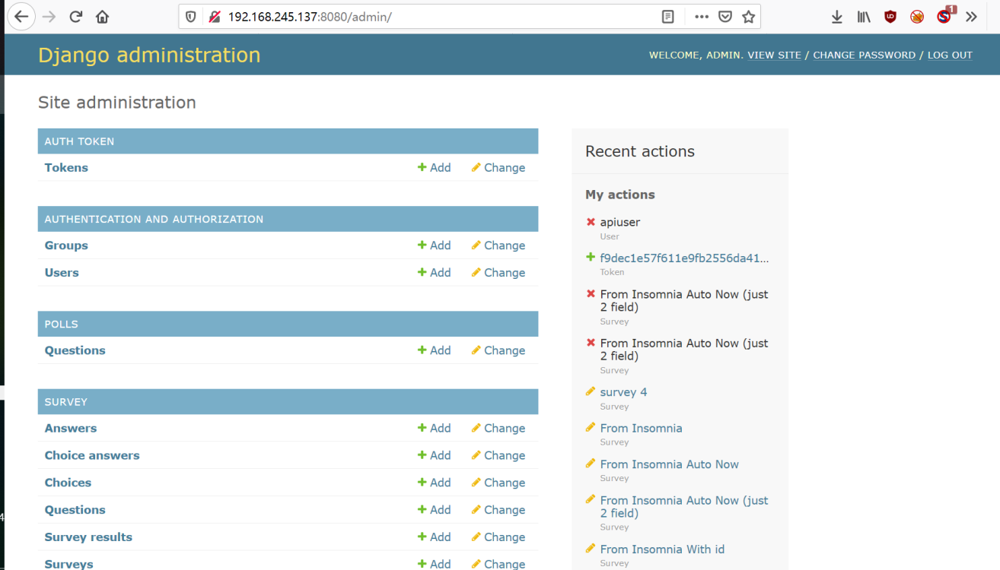 192.168.245.137:8080/admin/
1
Django administration
WELCOME, ADMIN. VIEW SITE / CHANGE PASSWORD / LOG OUT
Site administration
AUTH TOKEN
Tokens Add Change
AUTHENTICATION AND AUTHORIZATION
Groups Add Change
Users Add Change
POLLS
Questions Add Change
SURVEY
Answers Add Change
Choice answers Add Change
Choices Add Change
Questions Add Change
Survey results Add Change
Surveys Add Change
Recent actions
My actions
apiuser
User
f9dec1e57f611e9fb2556da41...
Token
From Insomnia Auto Now (just
2 field)
Survey
From Insomnia Auto Now (just
2 field)
Survey
survey 4
Survey
From Insomnia
Survey
From Insomnia Auto Now
Survey
From Insomnia Auto Now (just
2 field)
Survey
From Insomnia With id
Survey
4